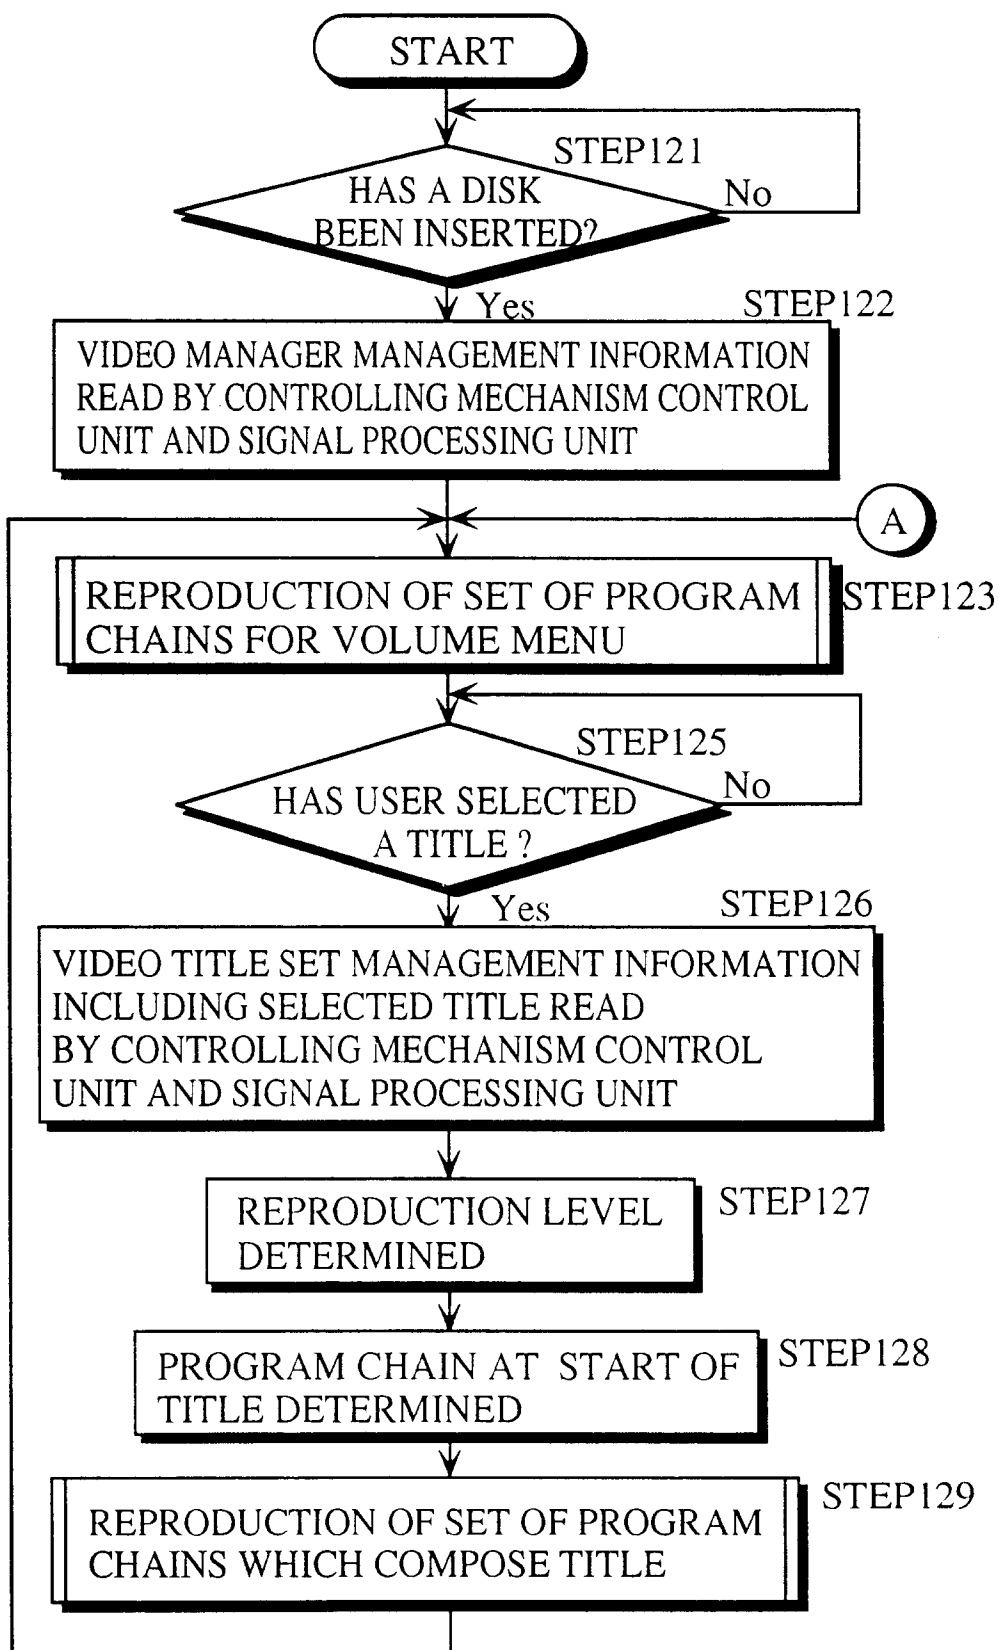 START
STEP121
HAS A DISK
BEEN INSERTED?
No
Yes
STEP122
VIDEO MANAGER MANAGEMENT INFORMATION
READ BY CONTROLLING MECHANISM CONTROL
UNIT AND SIGNAL PROCESSING UNIT
A
REPRODUCTION OF SET OF PROGRAM
CHAINS FOR VOLUME MENU
STEP123
STEP125
HAS USER SELECTED
A TITLE ?
No
Yes
STEP126
VIDEO TITLE SET MANAGEMENT INFORMATION
INCLUDING SELECTED TITLE READ
BY CONTROLLING MECHANISM CONTROL
UNIT AND SIGNAL PROCESSING UNIT
REPRODUCTION LEVEL
DETERMINED
STEP127
PROGRAM CHAIN AT START OF
TITLE DETERMINED
STEP128
REPRODUCTION OF SET OF PROGRAM
CHAINS WHICH COMPOSE TITLE
STEP129